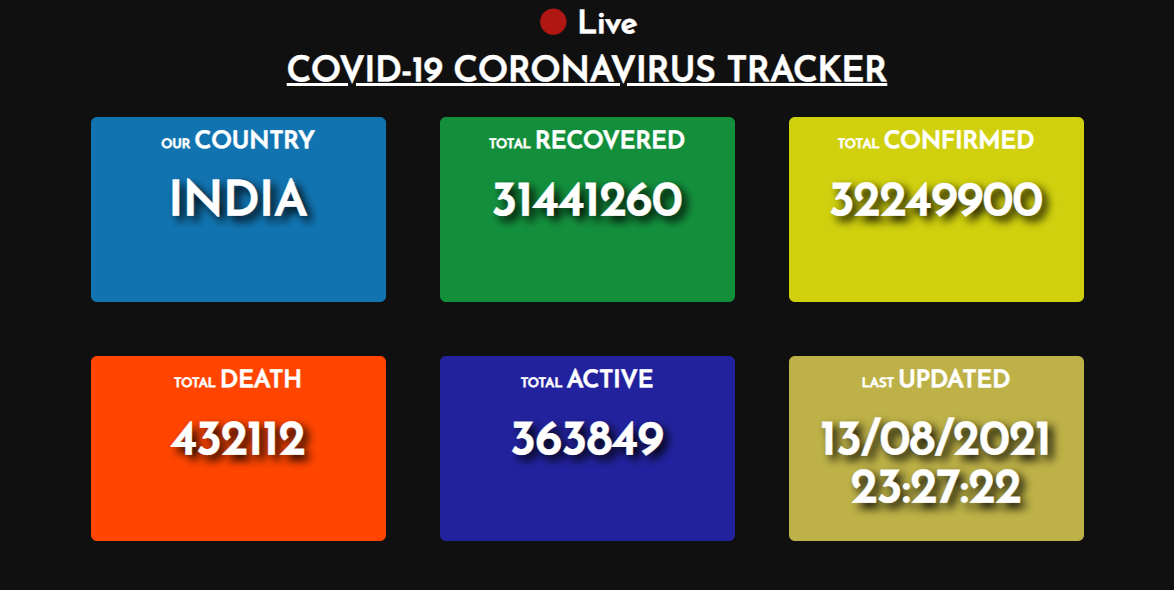 Live
COVID-19 CORONAVIRUS TRACKER
OUR COUNTRY
INDIA
TOTAL RECOVERED
31441260
TOTAL CONFIRMED
32249900
TOTAL DEATH
432112
TOTAL ACTIVE
363849
LAST UPDATED
13/08/2021
23:27:22